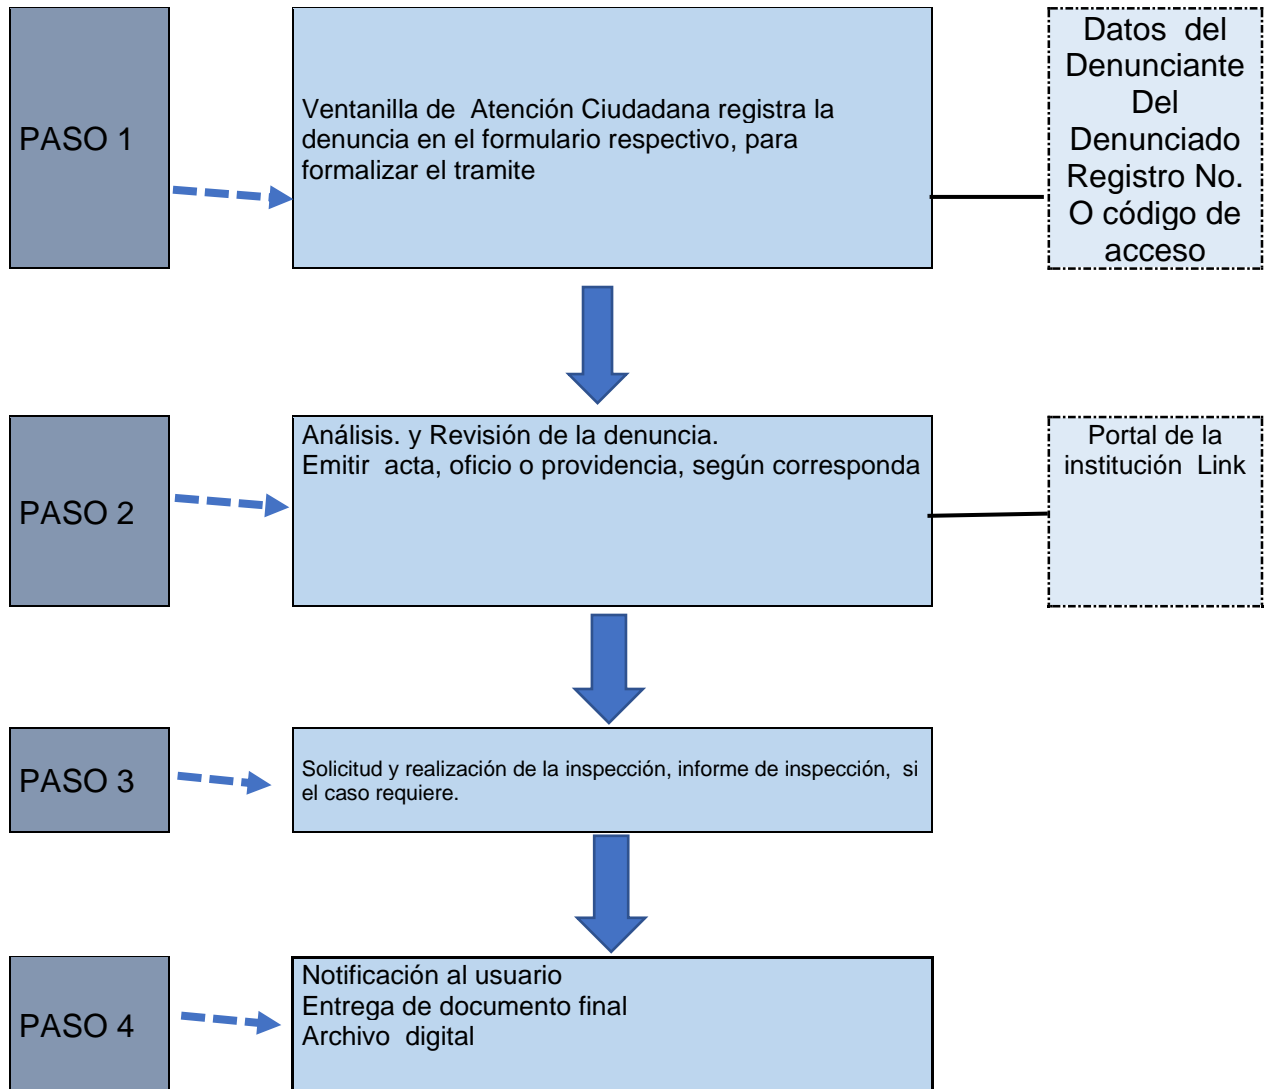 PASO 1
Ventanilla de Atención Ciudadana registra la
denuncia en el formulario respectivo, para
formalizar el tramite
Datos del
Denunciante
Del
Denunciado
Registro No.
O código de
acceso
PASO 2
Análisis. y Revisión de la denuncia.
Emitir acta, oficio o providencia, según corresponda
Portal de la
institución Link
PASO 3
Solicitud y realización de la inspección, informe de inspección, si
el caso requiere.
PASO 4
Notificación al usuario
Entrega de documento final
Archivo digital